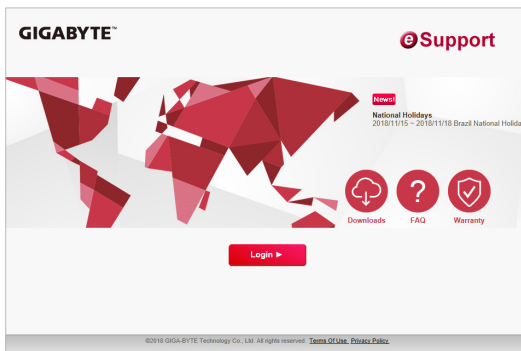 GIGABYTE™
eSupport
News!
National Holidays
2018/11/15 ~ 2018/11/18 Brazil National Holida
Downloads FAQ Warranty
Login ►
©2018 GIGA-BYTE Technology Co., Ltd. All rights reserved. Terms Of Use Privacy Policy